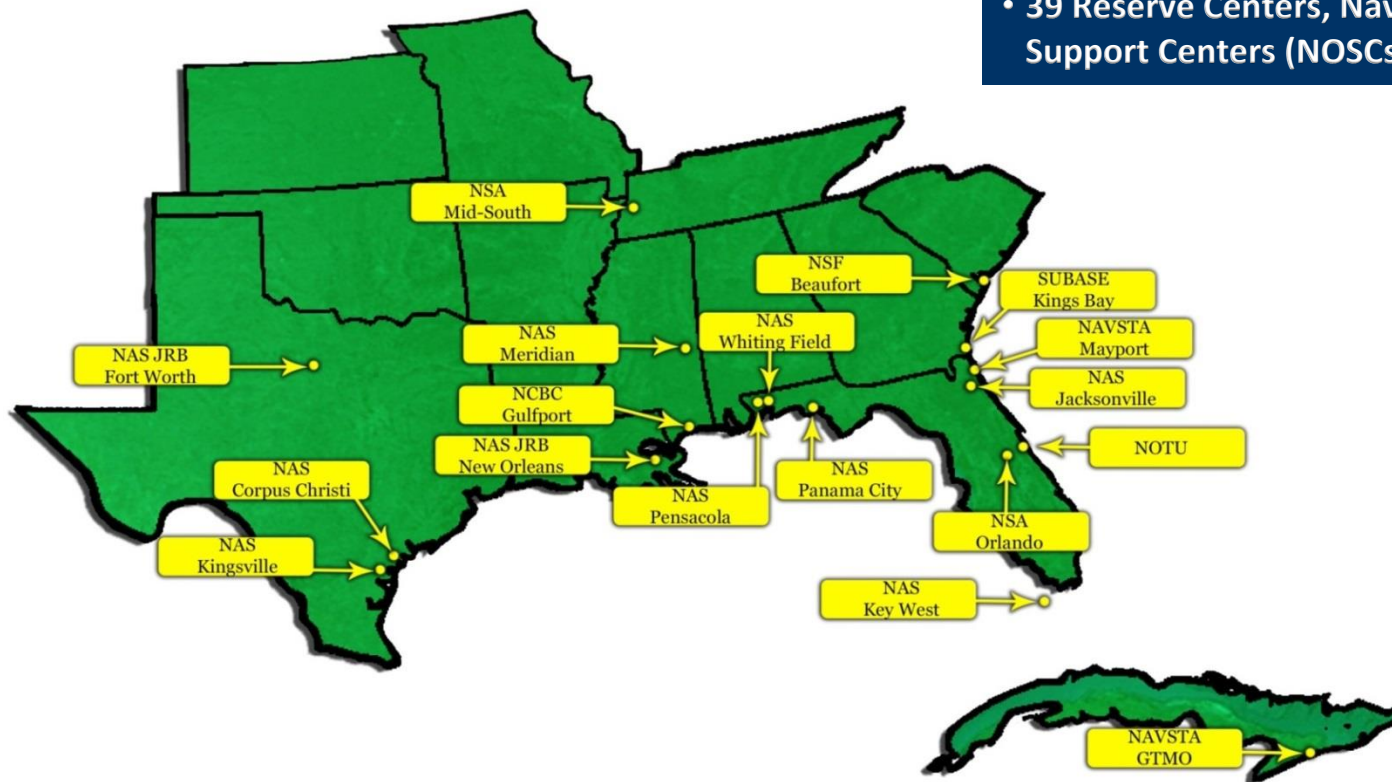 • 39 Reserve Centers,
Support Centers
NSA
Mid-South
NSF
Beaufort
SUBASE
Kings Bay
NAS
Whiting Field
NAVSTA
Mayport
NAS
Meridian
NAS JRB
Fort Worth
NAS
Jacksonville
NCBC
Gulfport
NAS JRB
New Orleans
NOTU
NAS
Corpus Christi
NAS
Pensacola
NAS
Panama City
NSA
Orlando
NAS
Kingsville
NAS
Key West
NAVSTA
GTMO